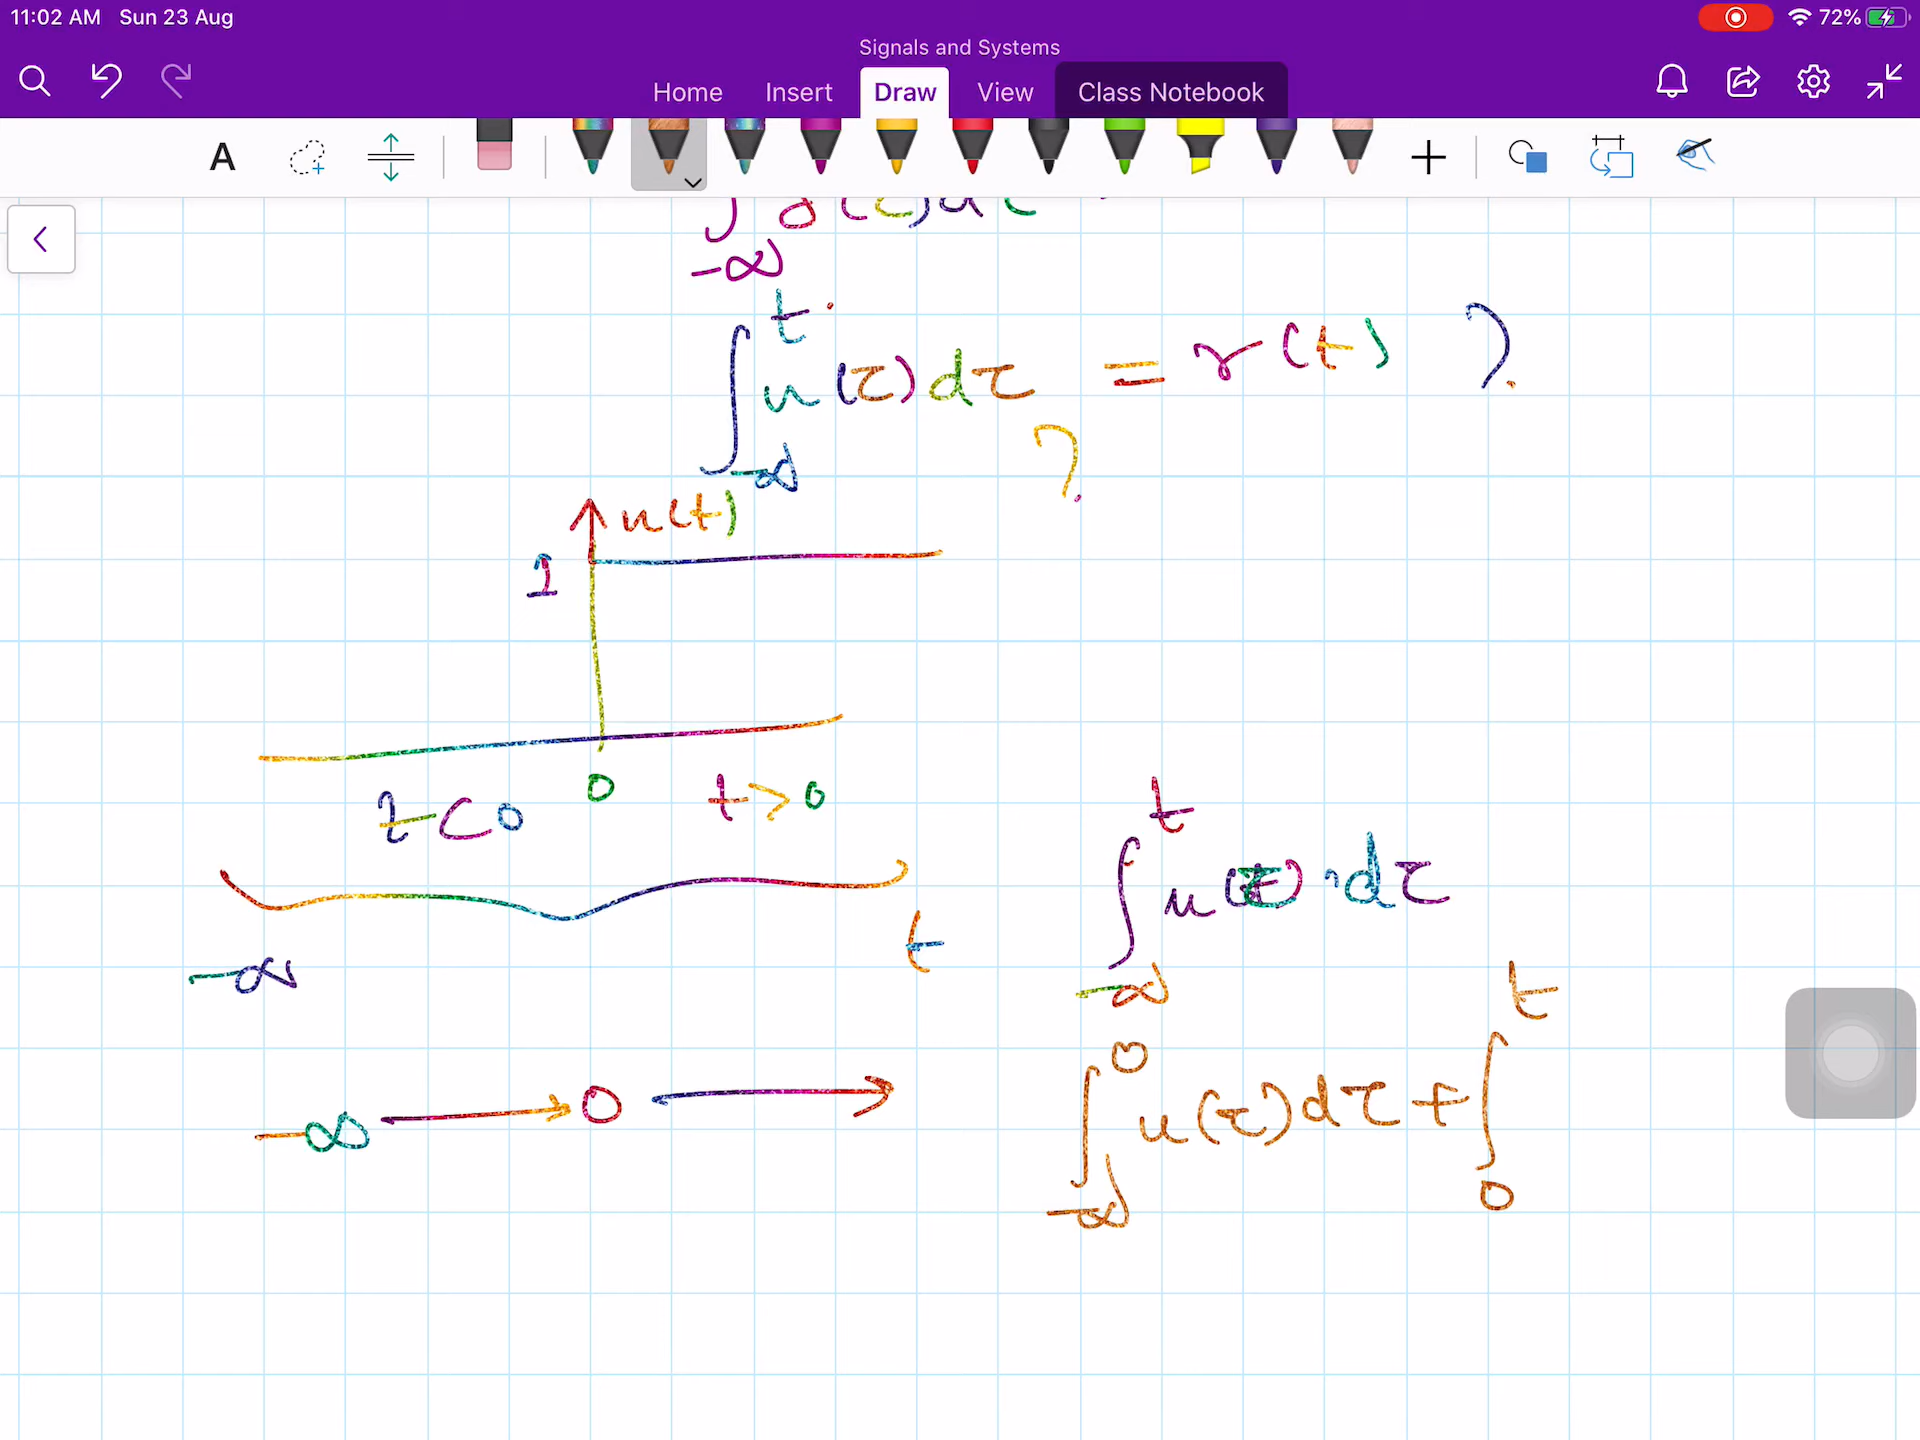 11:02 AM Sun 23 Aug
72%
Signals and Systems
Home Insert Draw View Class Notebook
A
-∞
∫ u(τ)dτ = r(t) ?
t
-∞
?
u(t)
1
0
t<0
t>0
-∞
t
t
∫ u(τ)·dτ
-∞
-∞ → 0 →
0 t
∫ u(τ)dτ + ∫
-∞ 0